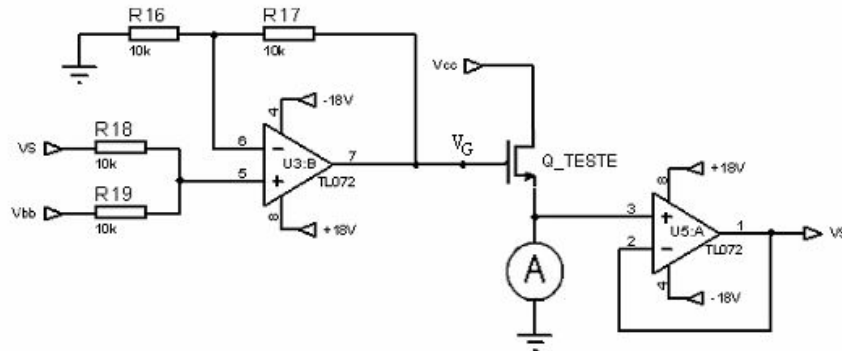 R16
10k
R17
10k
Vcc
4
-18V
VS
R18
10k
6
-
U3:B
7
VG
Q_TESTE
5
+
TL072
R19
10k
Vbb
8
+18V
8
+18V
3
+
U5:A
1
2
-
TL072
4
-18V
A